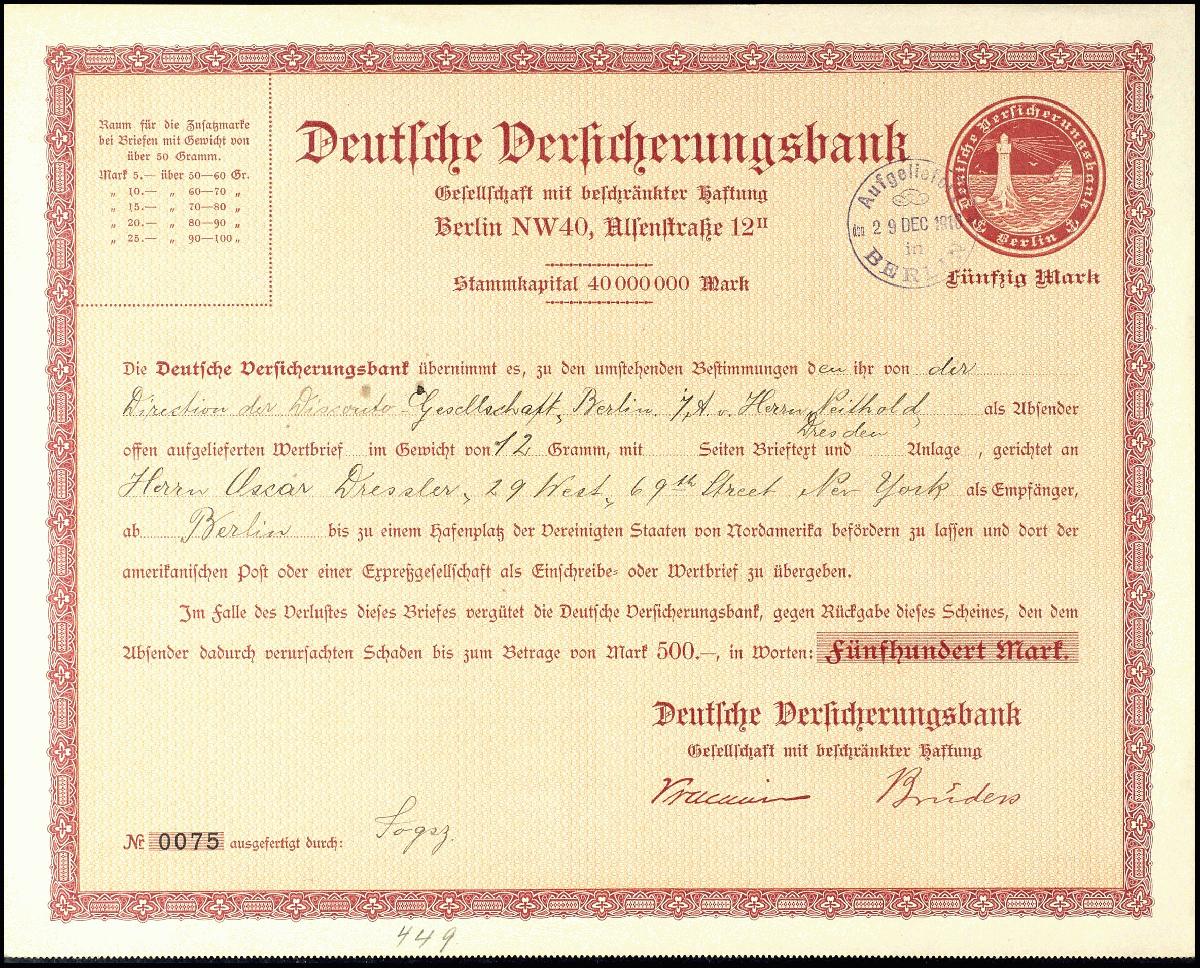 Raum für die Zusatzmarke
bei Briefen mit Gewicht von
über 50 Gramm.
Mark 5.— über 50—60 Gr.
„ 10.— „ 60—70 „
„ 15.— „ 70—80 „
„ 20.— „ 80—90 „
„ 25.— „ 90—100 „
Deutsche Versicherungsbank
Gesellschaft mit beschränkter Haftung
Berlin NW40, Alsenstraße 12II
Stammkapital 40000000 Mark
Deutsche Versicherungsbank
Berlin
Fünfzig Mark
Aufgeliefert
den 29 DEC 1916
in
BERLIN
Die Deutsche Versicherungsbank übernimmt es, zu den umstehenden Bestimmungen den ihr von der
Direction der Disconto-Gesellschaft, Berlin. i/A. v. Herrn Neithold,
Dresden
als Absender
offen aufgelieferten Wertbrief im Gewicht von 12 Gramm, mit Seiten Brieftext und Anlage , gerichtet an
Herrn Oscar Dressler, 29 West, 69th Street New York als Empfänger,
ab Berlin bis zu einem Hafenplatz der Vereinigten Staaten von Nordamerika befördern zu lassen und dort der
amerikanischen Post oder einer Expreßgesellschaft als Einschreibe- oder Wertbrief zu übergeben.
Im Falle des Verlustes dieses Briefes vergütet die Deutsche Versicherungsbank, gegen Rückgabe dieses Scheines, den dem
Absender dadurch verursachten Schaden bis zum Betrage von Mark 500.—, in Worten: Fünfhundert Mark.
Deutsche Versicherungsbank
Gesellschaft mit beschränkter Haftung
Brüders
Nr. 0075 ausgefertigt durch:
449